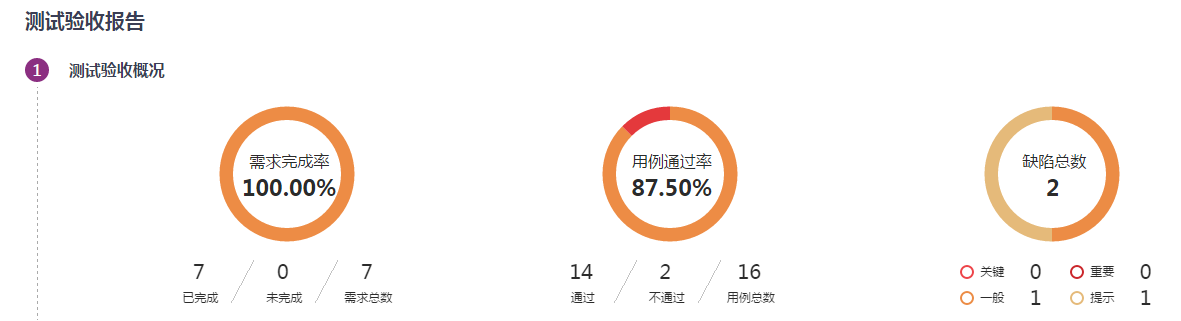 测试验收报告
1 测试验收概况
需求完成率
100.00%
7 0 7
已完成 未完成 需求总数
用例通过率
87.50%
14 2 16
通过 不通过 用例总数
缺陷总数
2
关键 0 重要 0
一般 1 提示 1